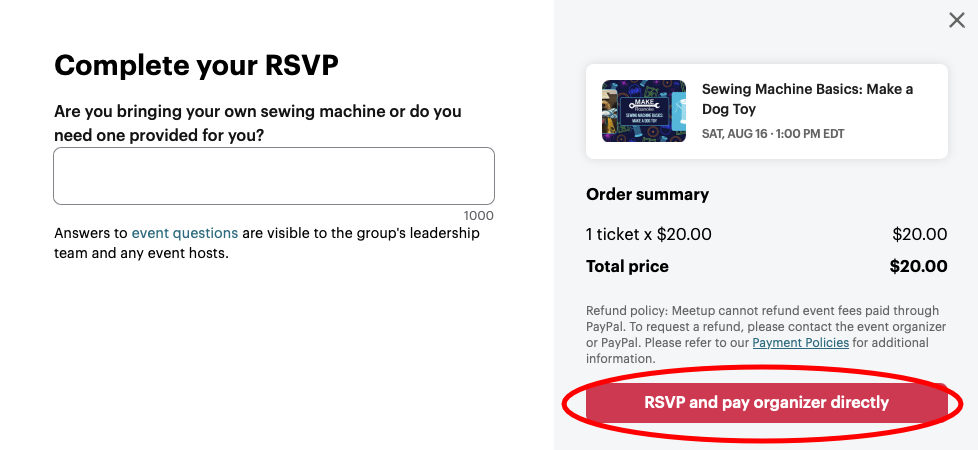 Complete your RSVP
Are you bringing your own sewing machine or do you
need one provided for you?
1000
Answers to event questions are visible to the group's leadership
team and any event hosts.
MAKE
SEWING MACHINE BASICS:
MAKE A DOG TOY
Sewing Machine Basics: Make a
Dog Toy
SAT, AUG 16 · 1:00 PM EDT
Order summary
1 ticket x $20.00 $20.00
Total price $20.00
Refund policy: Meetup cannot refund event fees paid through
PayPal. To request a refund, please contact the event organizer
or PayPal. Please refer to our Payment Policies for additional
information.
RSVP and pay organizer directly